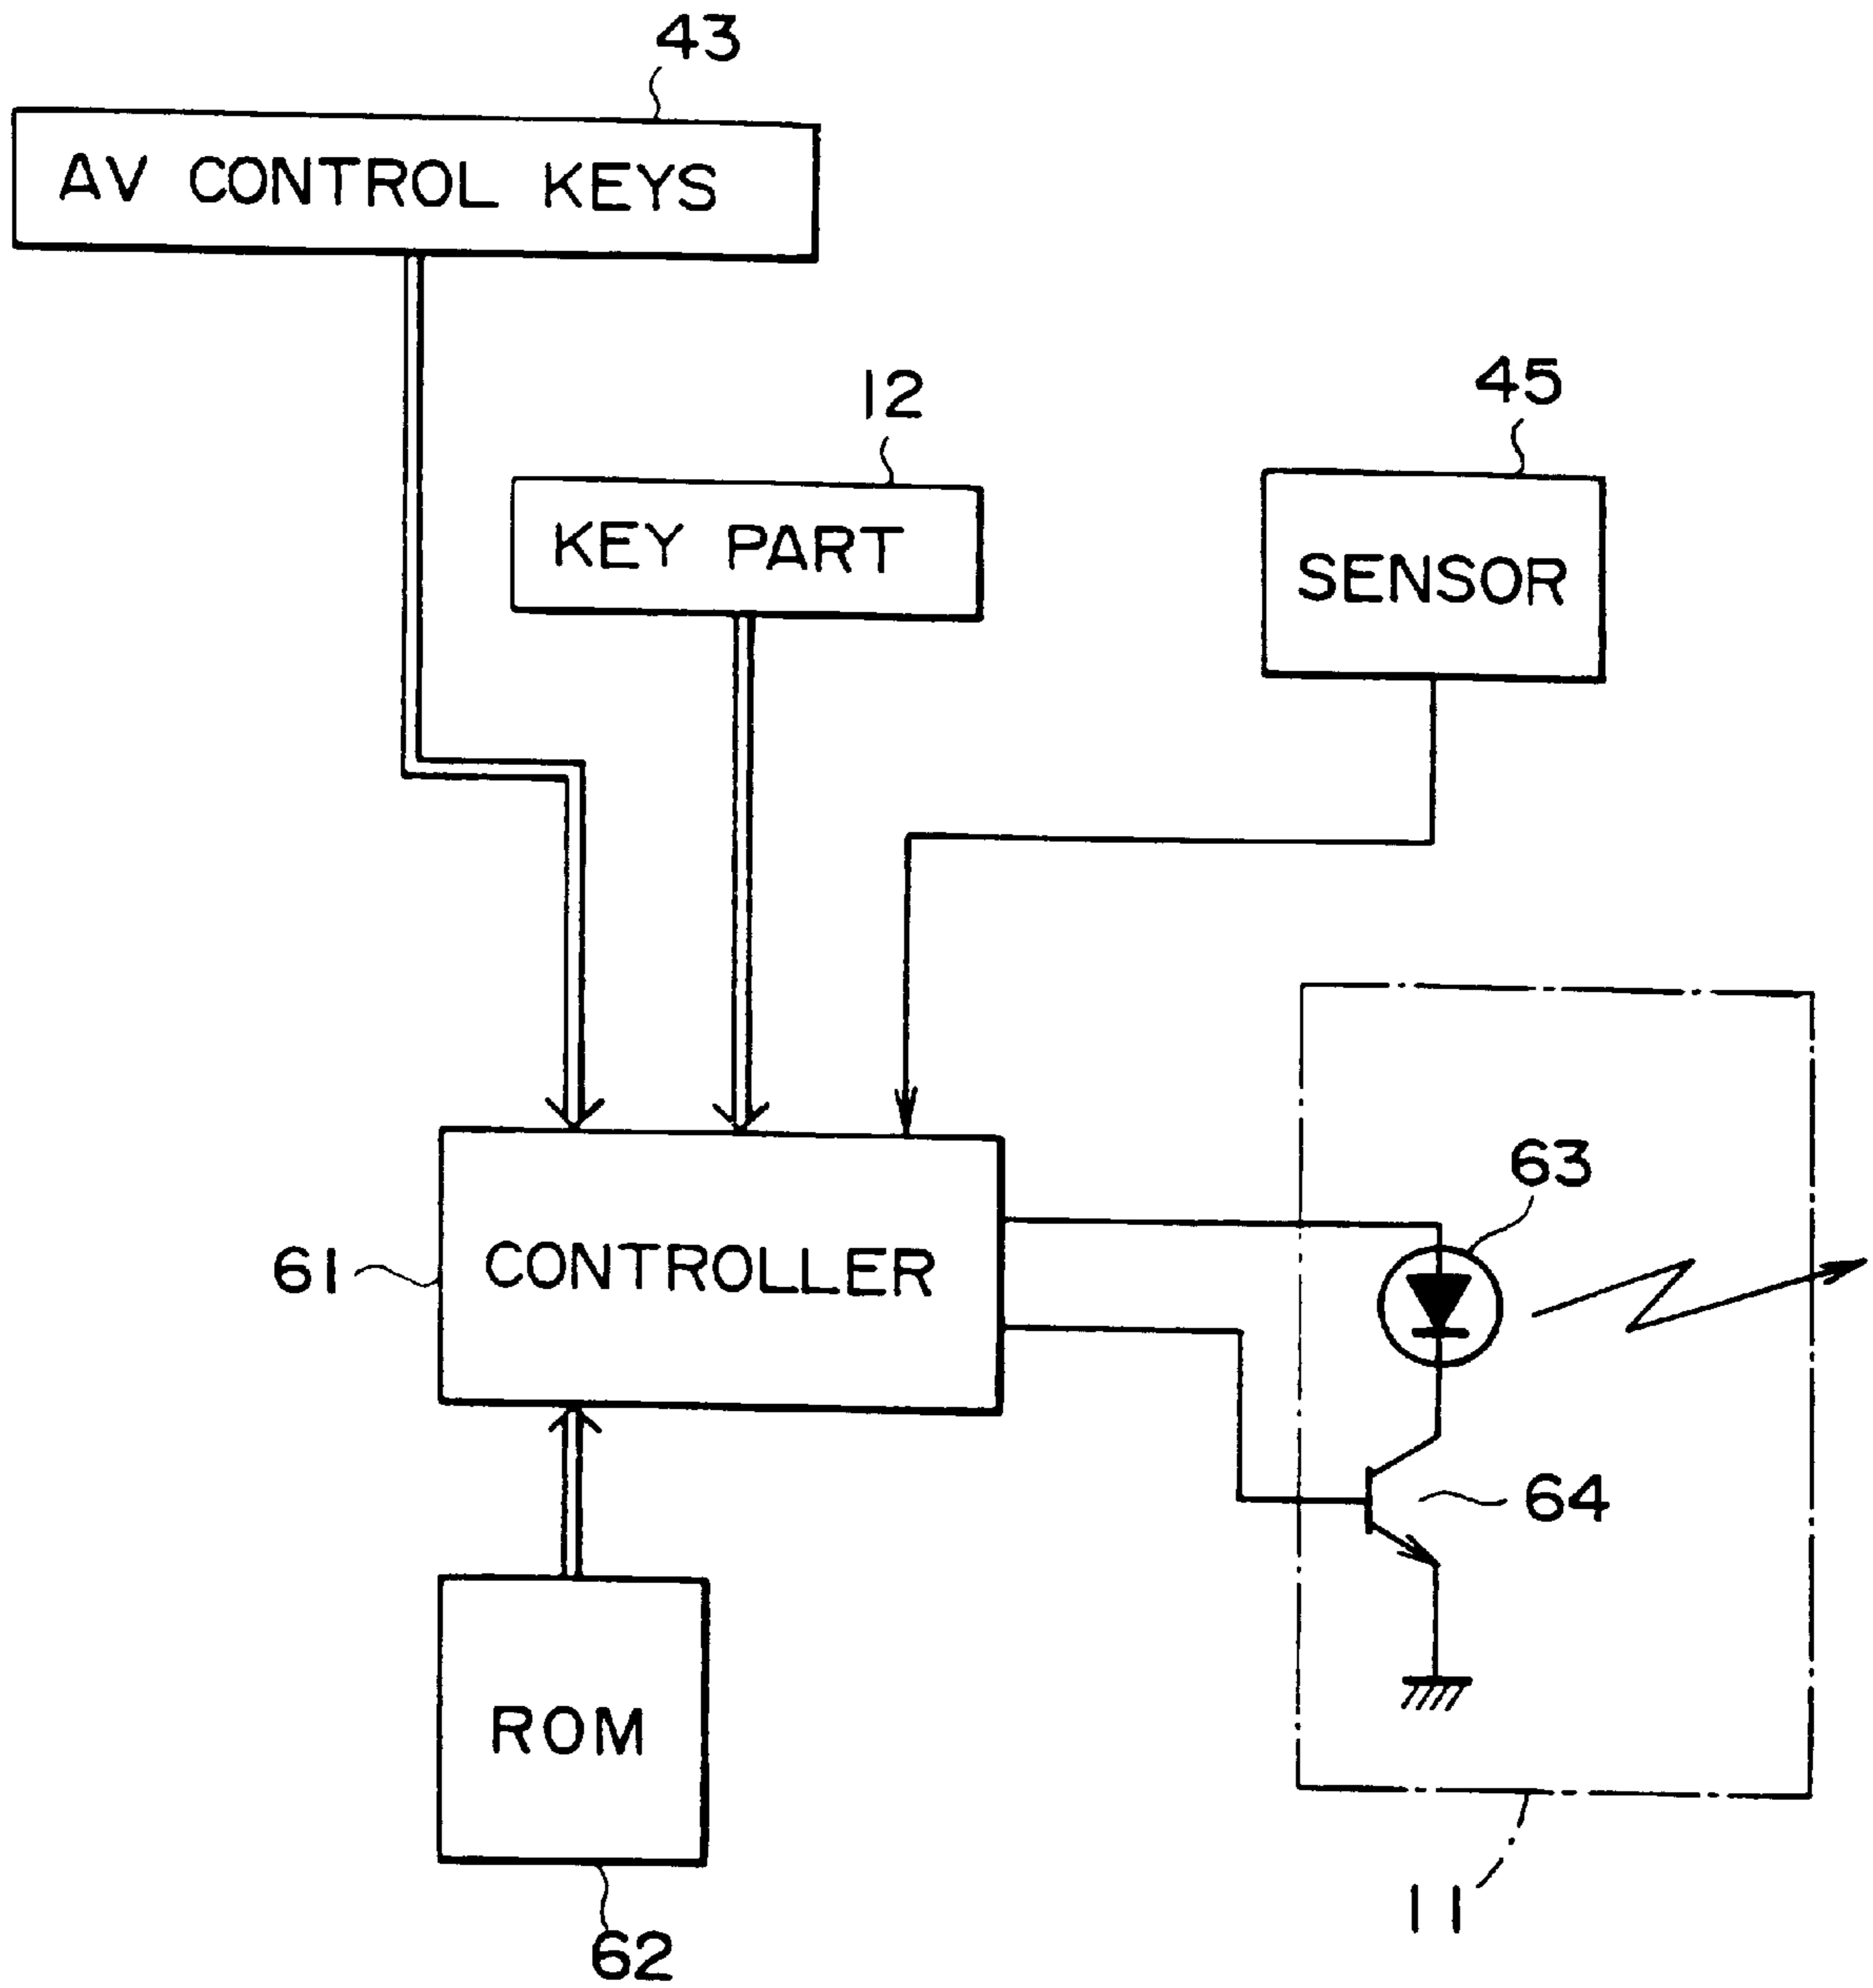 43
AV CONTROL KEYS
12
45
KEY PART
SENSOR
63
61
CONTROLLER
64
ROM
11
62